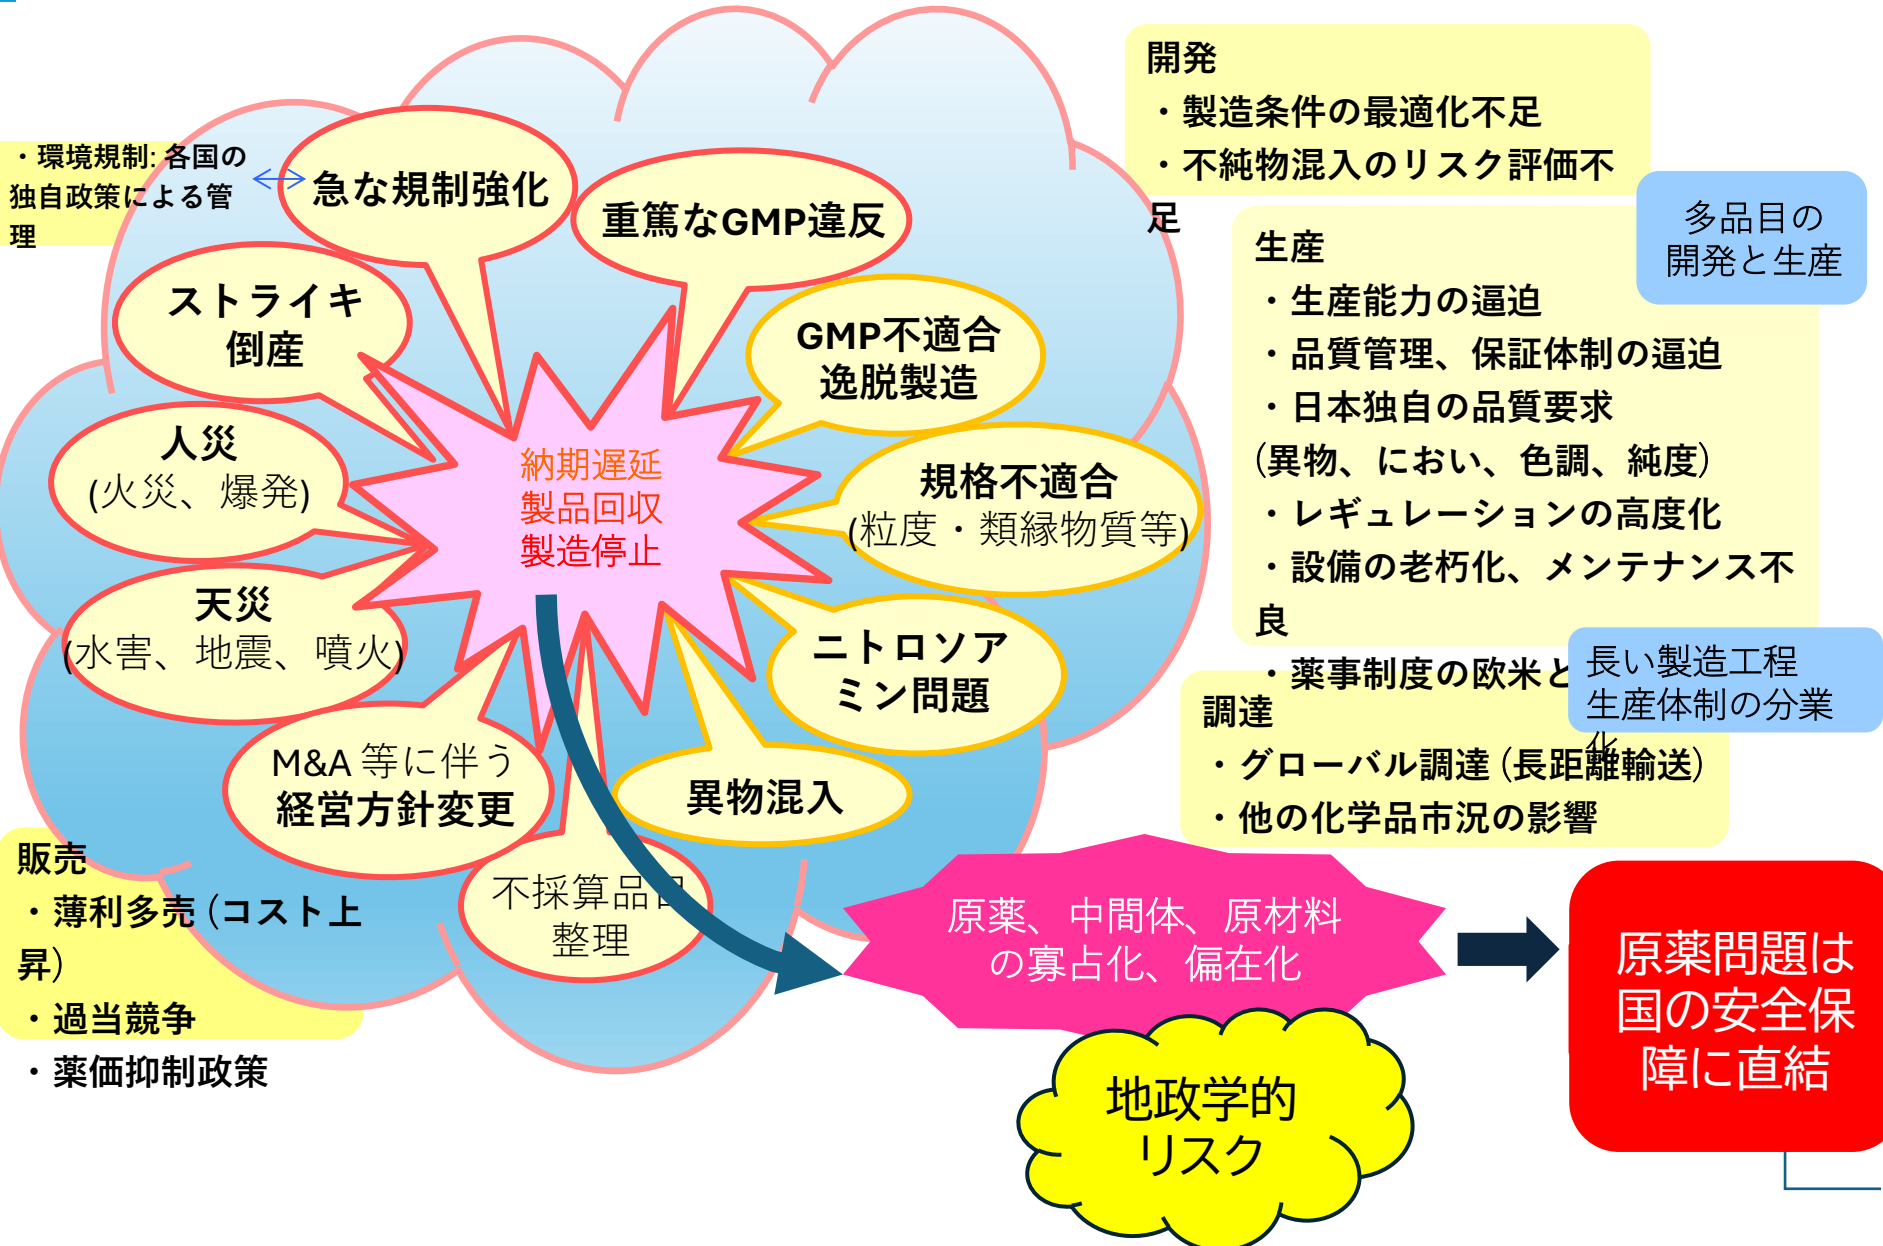 開発
・製造条件の最適化不足
・不純物混入のリスク評価不
足
・環境規制: 各国の
独自政策による管
理
急な規制強化
重篤なGMP違反
多品目の
開発と生産
ストライキ
倒産
GMP不適合
逸脱製造
生産
・生産能力の逼迫
・品質管理、保証体制の逼迫
・日本独自の品質要求
(異物、におい、色調、純度)
・レギュレーションの高度化
・設備の老朽化、メンテナンス不
良
・薬事制度の欧米と
人災
(火災、爆発)
納期遅延
製品回収
製造停止
規格不適合
(粒度・類縁物質等)
天災
(水害、地震、噴火)
ニトロソア
ミン問題
長い製造工程
生産体制の分業
化
調達
・グローバル調達 (長距離輸送)
・他の化学品市況の影響
M&A 等に伴う
経営方針変更
異物混入
不採算品目
整理
販売
・薄利多売 (コスト上
昇)
・過当競争
・薬価抑制政策
原薬、中間体、原材料
の寡占化、偏在化
原薬問題は
国の安全保
障に直結
地政学的
リスク